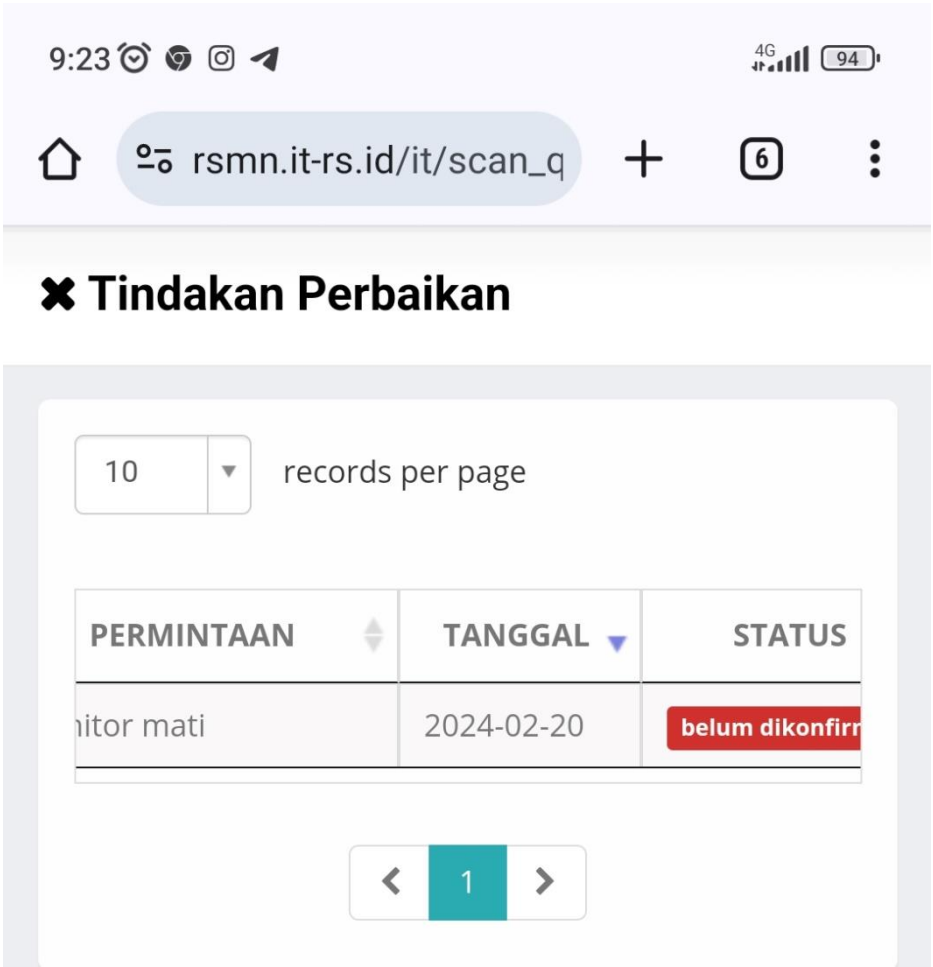 9:23
4G
94
rsmn.it-rs.id/it/scan_q
6
Tindakan Perbaikan
10
records per page
PERMINTAAN TANGGAL STATUS
nitor mati 2024-02-20 belum dikonfirm
1